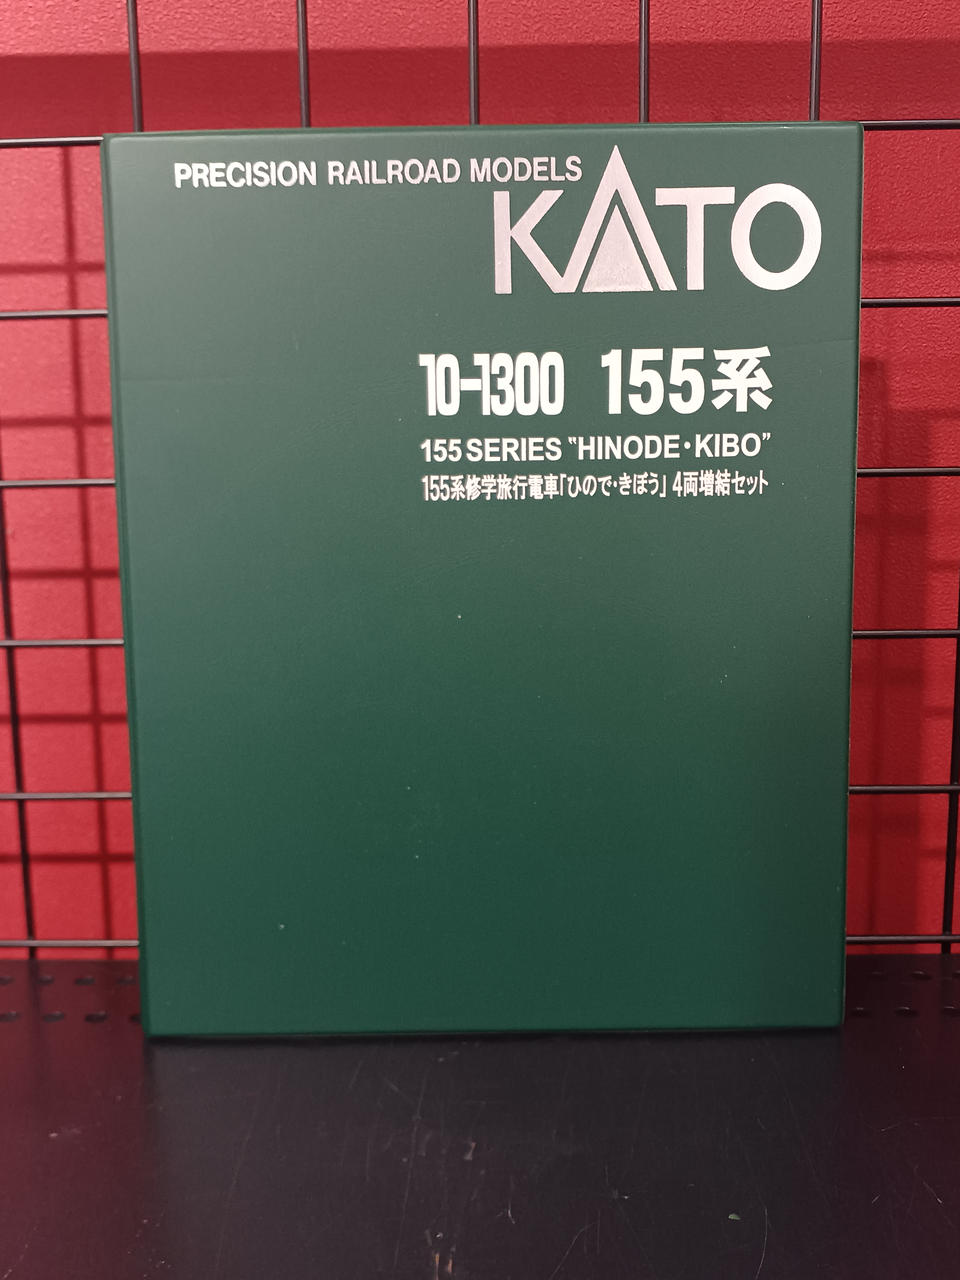 PRECISION RAILROAD MODELS
KATO
10-1300 155系
155 SERIES "HINODE・KIBO"
155系修学旅行電車「ひので・きぼう」 4両増結セット